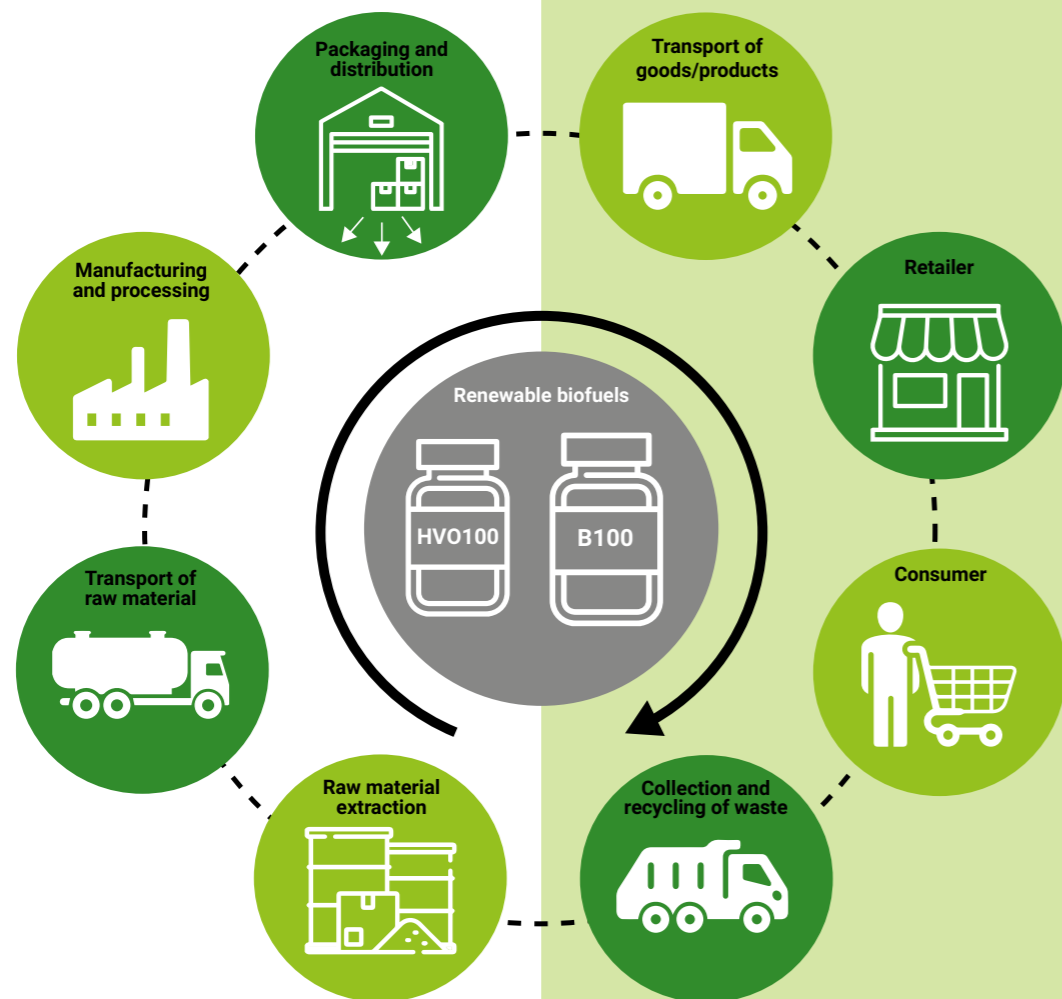 Packaging and
distribution
Transport of
goods/products
Manufacturing
and processing
Retailer
Renewable biofuels
HVO100
B100
Transport of
raw material
Consumer
Raw material
extraction
Collection and
recycling of waste